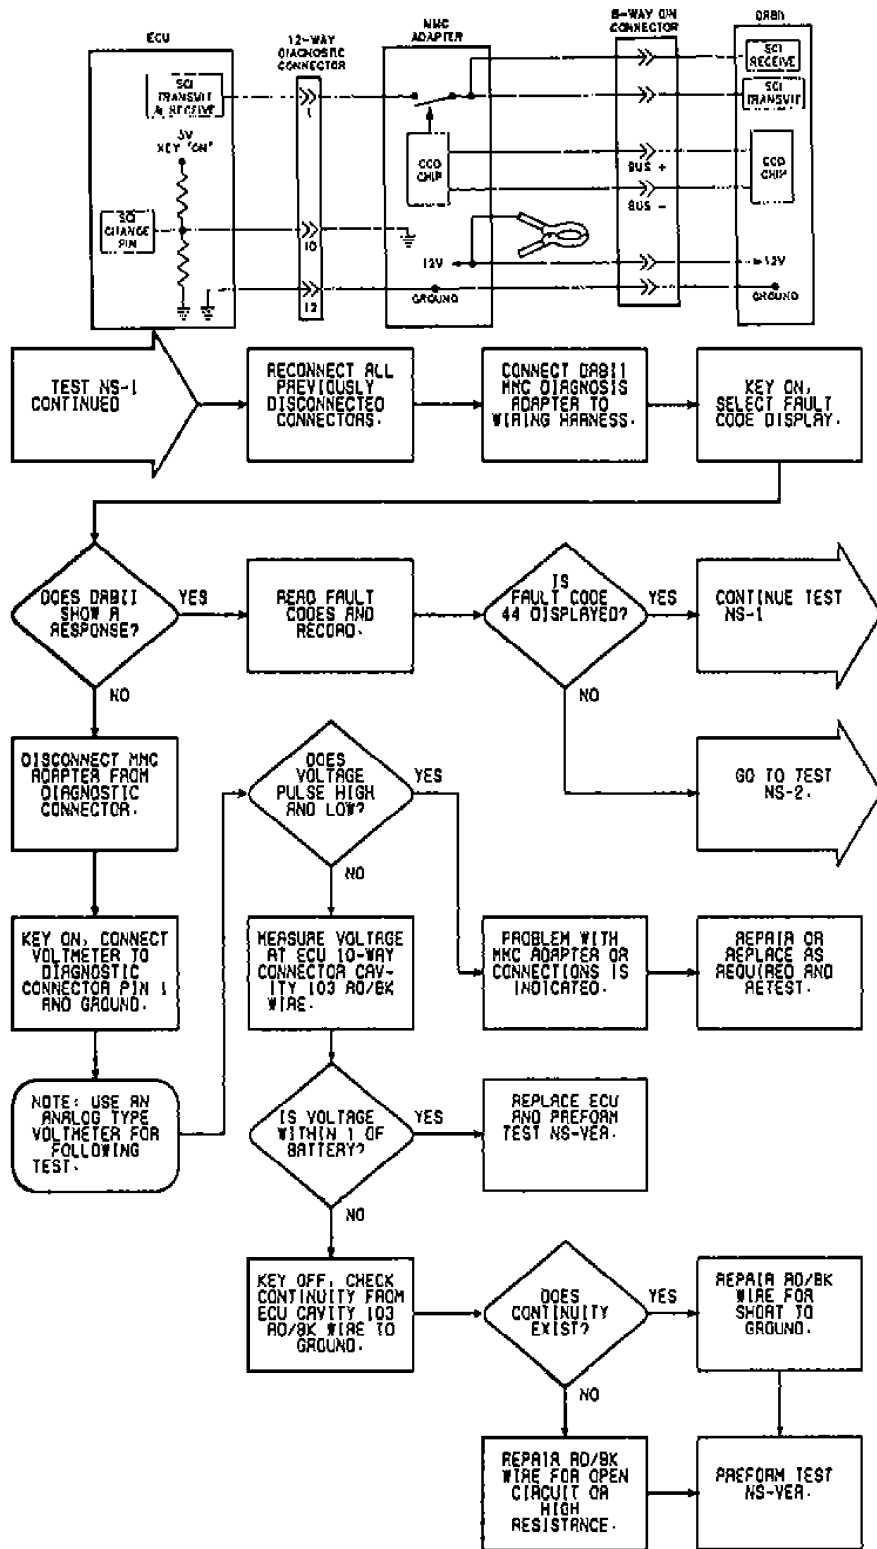 ECU
12-WAY
DIAGNOSTIC
CONNECTOR
MMC
ADAPTER
6-WAY DIN
CONNECTOR
DRBII
SCI
TRANSMIT
& RECEIVE
1
SCI
RECEIVE
SCI
TRANSMIT
5V
KEY "ON"
CCD
CHIP
BUS +
BUS -
CCD
CHIP
SCI
CHANGE
PIN
10
12V
12V
12
GROUND
GROUND
TEST NS-1
CONTINUED
RECONNECT ALL
PREVIOUSLY
DISCONNECTED
CONNECTORS.
CONNECT DRBII
MMC DIAGNOSIS
ADAPTER TO
WIRING HARNESS.
KEY ON,
SELECT FAULT
CODE DISPLAY.
DOES DRBII
SHOW A
RESPONSE?
YES
READ FAULT
CODES AND
RECORD.
IS
FAULT CODE
44 DISPLAYED?
YES
CONTINUE TEST
NS-1
NO
NO
DISCONNECT MMC
ADAPTER FROM
DIAGNOSTIC
CONNECTOR.
DOES
VOLTAGE
PULSE HIGH
AND LOW?
YES
GO TO TEST
NS-2.
NO
KEY ON, CONNECT
VOLTMETER TO
DIAGNOSTIC
CONNECTOR PIN 1
AND GROUND.
MEASURE VOLTAGE
AT ECU 10-WAY
CONNECTOR CAV-
ITY 103 RD/BK
WIRE.
PROBLEM WITH
MMC ADAPTER OR
CONNECTIONS IS
INDICATED.
REPAIR OR
REPLACE AS
REQUIRED AND
RETEST.
NOTE: USE AN
ANALOG TYPE
VOLTMETER FOR
FOLLOWING
TEST.
IS VOLTAGE
WITHIN 1 OF
BATTERY?
YES
REPLACE ECU
AND PREFORM
TEST NS-VER.
NO
KEY OFF, CHECK
CONTINUITY FROM
ECU CAVITY 103
RD/BK WIRE TO
GROUND.
DOES
CONTINUITY
EXIST?
YES
REPAIR RD/BK
WIRE FOR
SHORT TO
GROUND.
NO
REPAIR RD/BK
WIRE FOR OPEN
CIRCUIT OR
HIGH
RESISTANCE.
PREFORM TEST
NS-VER.